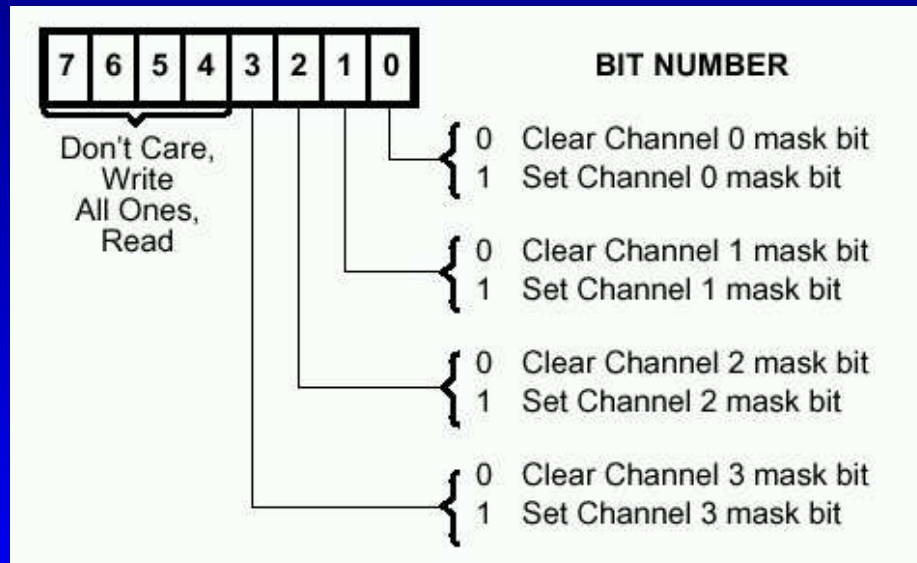 7 6 5 4 3 2 1 0
BIT NUMBER
Don't Care,
Write
All Ones,
Read
0 Clear Channel 0 mask bit
1 Set Channel 0 mask bit
0 Clear Channel 1 mask bit
1 Set Channel 1 mask bit
0 Clear Channel 2 mask bit
1 Set Channel 2 mask bit
0 Clear Channel 3 mask bit
1 Set Channel 3 mask bit